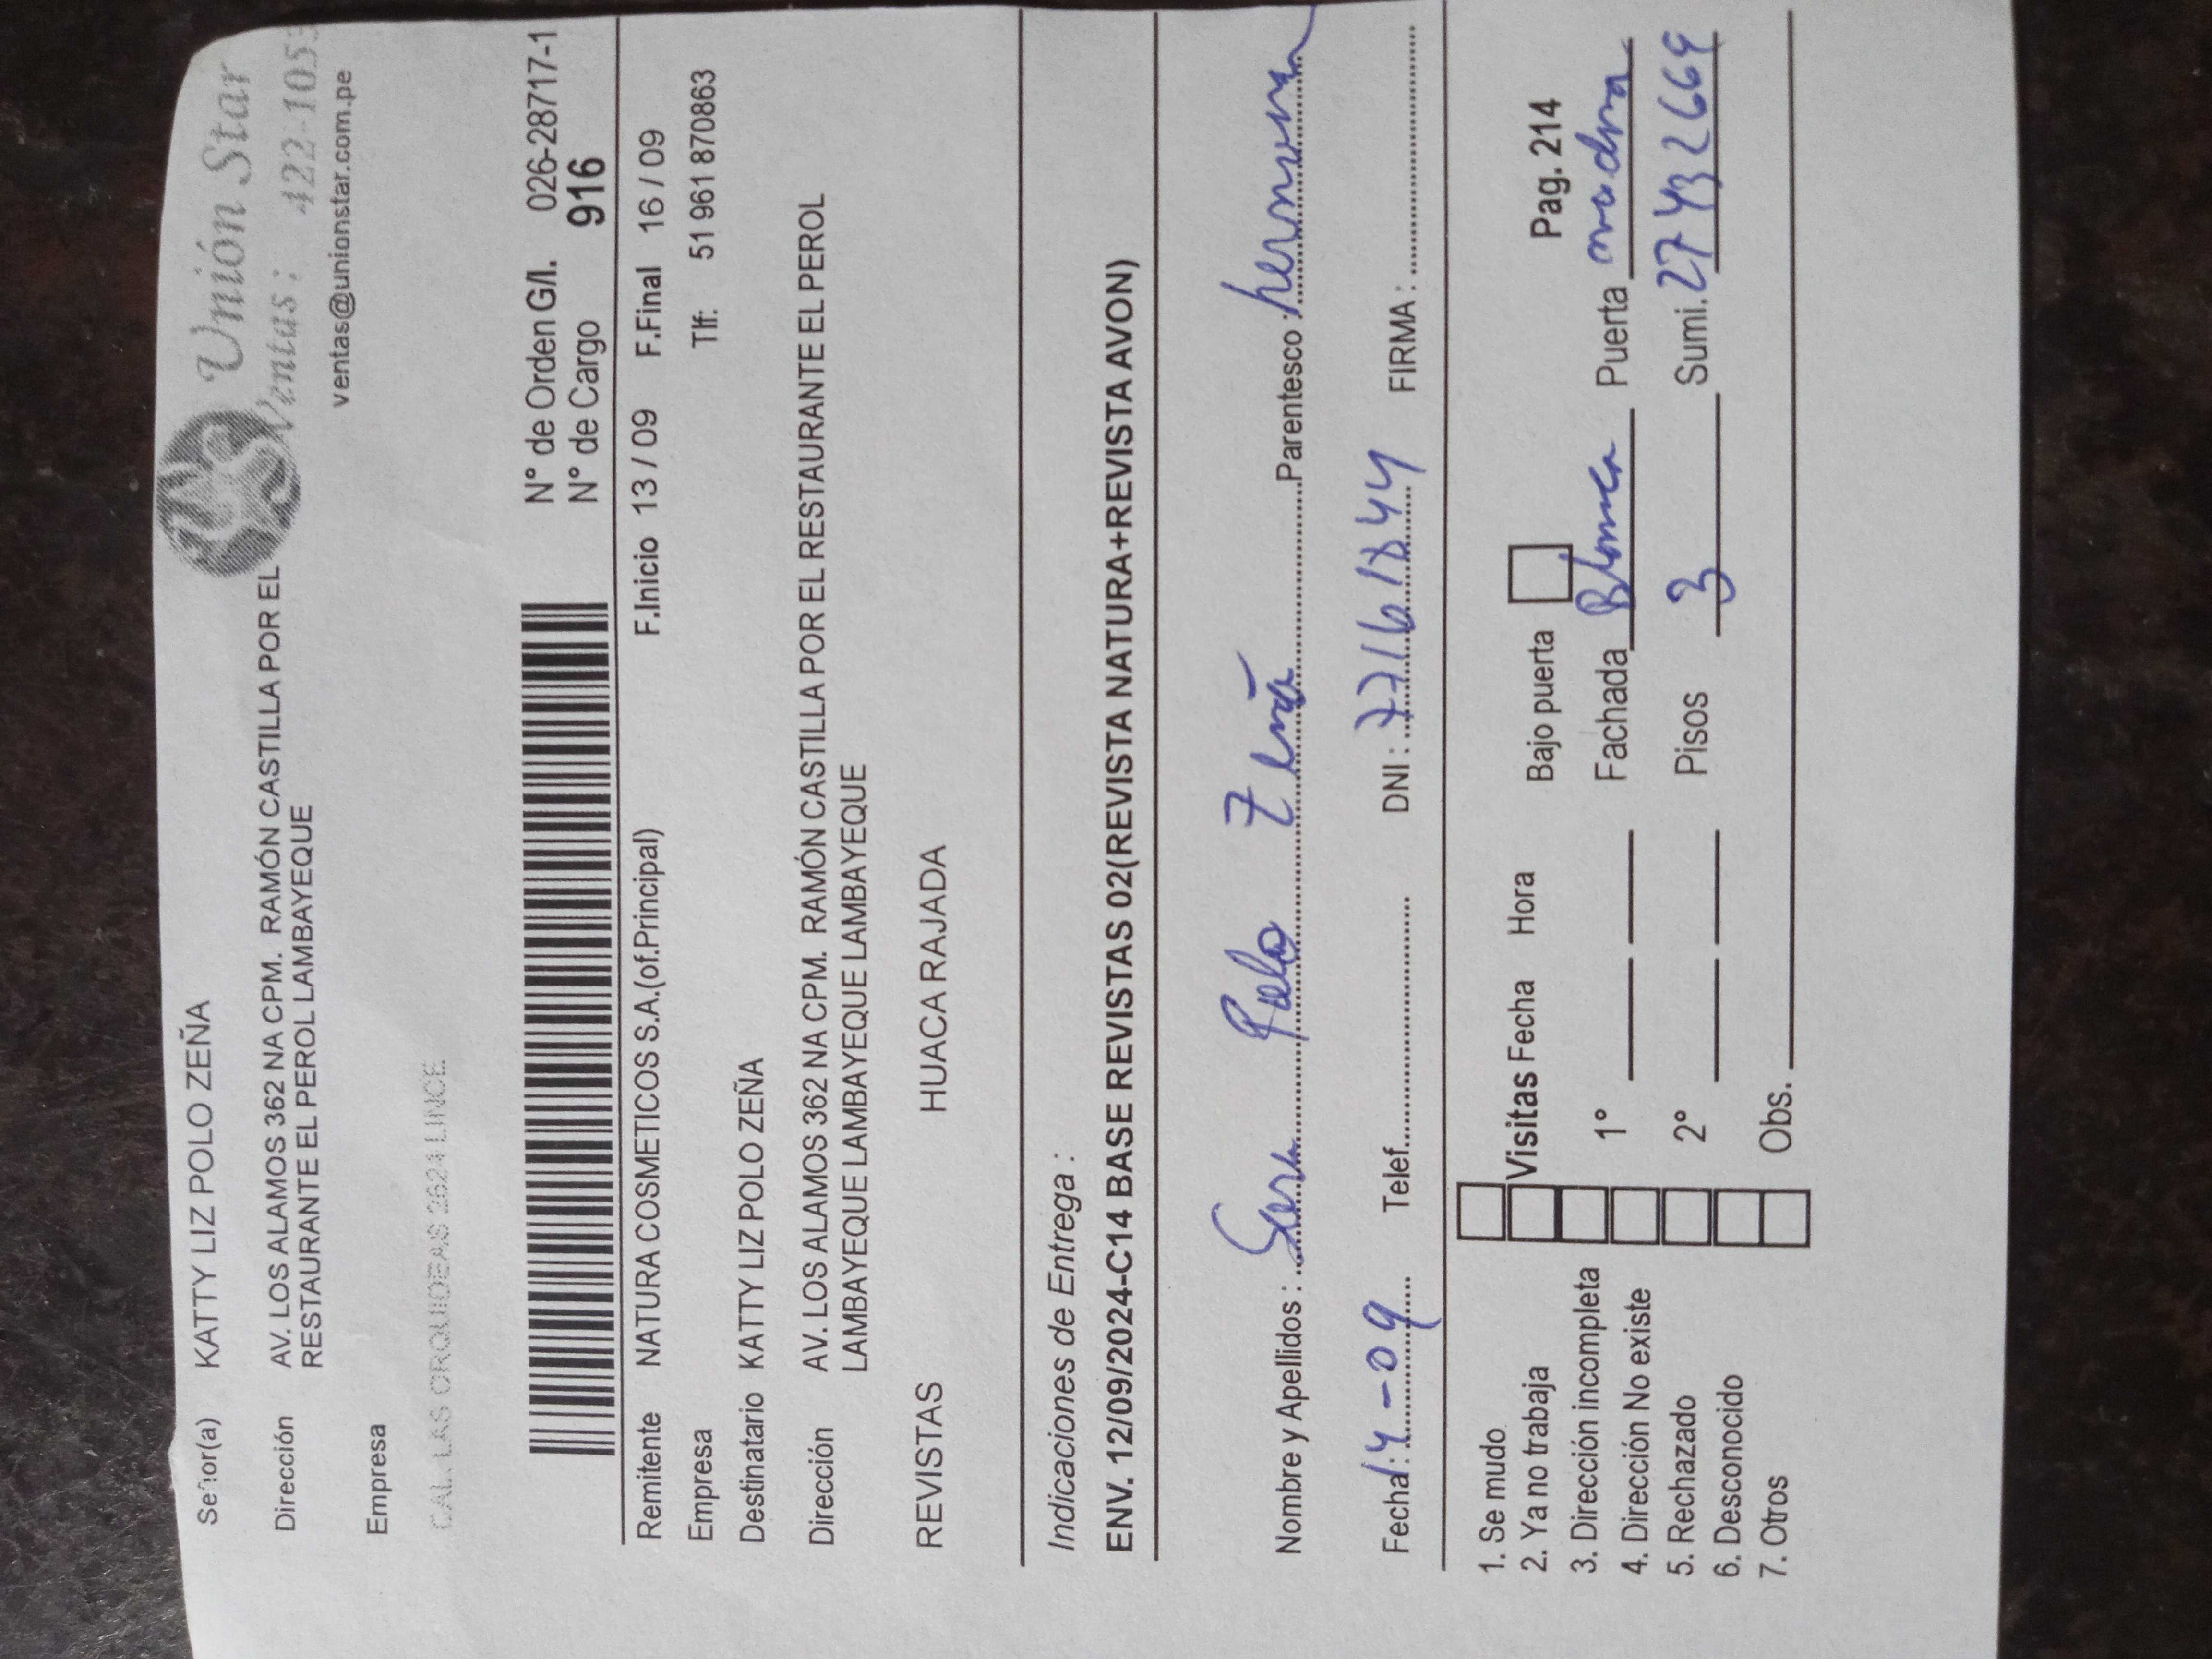 Unión Star
Ventas: 422-105
ventas@unionstar.com.pe
Señor(a) KATTY LIZ POLO ZEÑA
Dirección AV. LOS ALAMOS 362 NA CPM. RAMÓN CASTILLA POR EL
RESTAURANTE EL PEROL LAMBAYEQUE
Empresa
CAL. LAS ORQUIDEAS 2624 LINCE
N° de Orden G/I. 026-28717-1
N° de Cargo 916
Remitente NATURA COSMETICOS S.A.(of.Principal) F.Inicio 13 / 09 F.Final 16 / 09
Empresa Tlf: 51 961 870863
Destinatario KATTY LIZ POLO ZEÑA
Dirección AV. LOS ALAMOS 362 NA CPM. RAMÓN CASTILLA POR EL RESTAURANTE EL PEROL
LAMBAYEQUE LAMBAYEQUE LAMBAYEQUE
REVISTAS HUACA RAJADA
Indicaciones de Entrega :
ENV. 12/09/2024-C14 BASE REVISTAS 02(REVISTA NATURA+REVISTA AVON)
Nombre y Apellidos : Polo Zeña Parentesco : hermana
Fecha : 14-09 Telef. DNI : 77161844 FIRMA :
Pag. 214
1. Se mudo
2. Ya no trabaja Visitas Fecha Hora Bajo puerta
3. Dirección incompleta 1° Fachada Blanca Puerta
4. Dirección No existe
5. Rechazado 2° Pisos 3 Sumi. 27432669
6. Desconocido
7. Otros Obs.